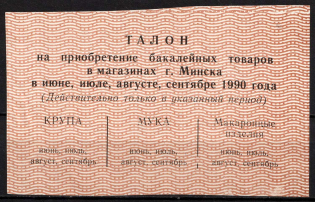 ТАЛОН
на приобретение бакалейных товаров
в магазинах г. Минска
в июне, июле, августе, сентябре 1990 года
(Действительно только в указанный период)
КРУПА МУКА Макаронные
изделия
июнь, июль, июнь, июль, июнь, июль,
август, сентябрь август, сентябрь август, сентябрь